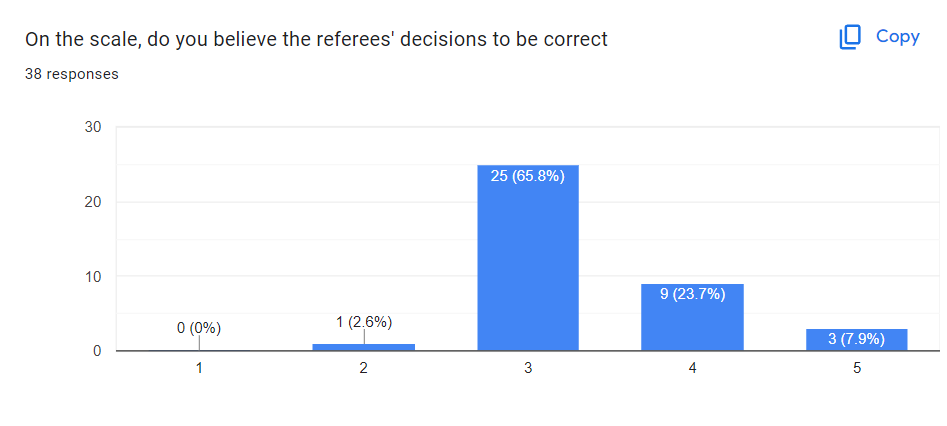 On the scale, do you believe the referees' decisions to be correct
Copy
38 responses
30
20
10
0
0 (0%)
1 (2.6%)
25 (65.8%)
9 (23.7%)
3 (7.9%)
1 2 3 4 5